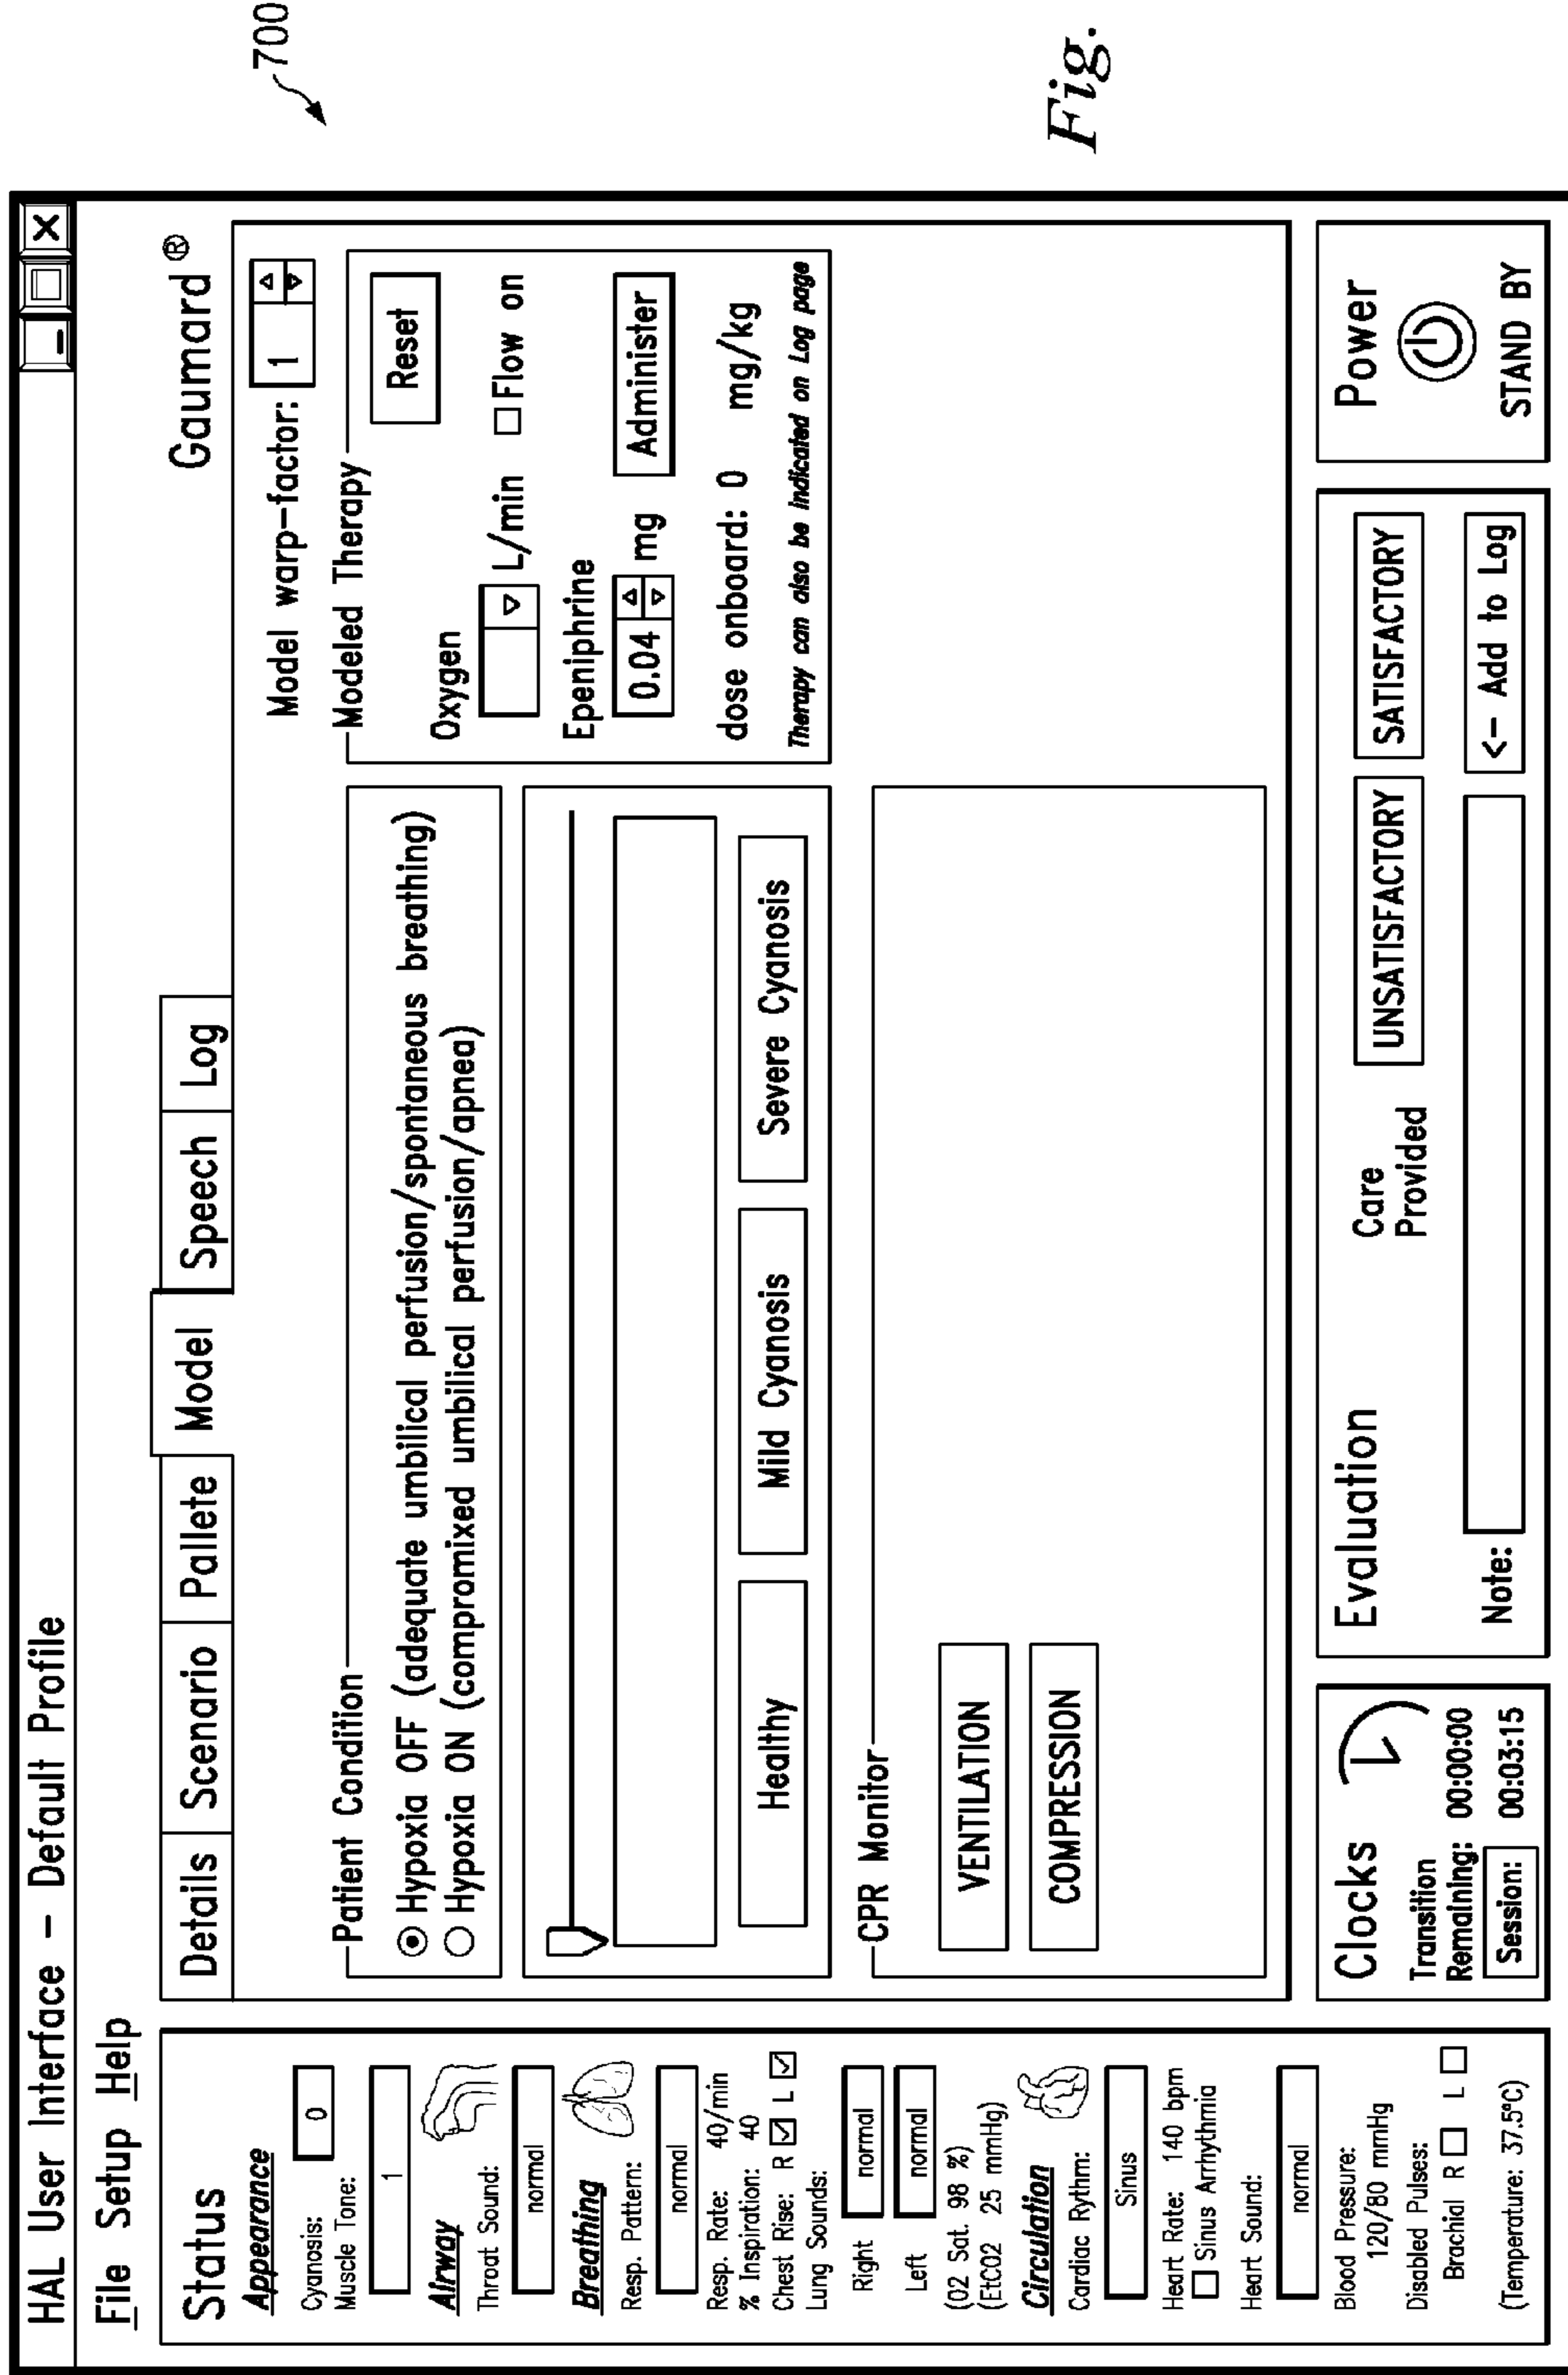 HAL User Interface - Default Profile
File Setup Help
Gaumard®
Status
Appearance
Cyanosis: 0
Muscle Tone:
1
Airway
Throat Sound:
normal
Breathing
Resp. Pattern:
normal
Resp. Rate: 40/min
% Inspiration: 40
Chest Rise: R L
Lung Sounds:
Right normal
Left normal
(O2 Sat. 98 %)
(EtCO2 25 mmHg)
Circulation
Cardiac Rythm:
Sinus
Heart Rate: 140 bpm
Sinus Arrhythmia
Heart Sound:
normal
Blood Pressure:
120/80 mmHg
Disabled Pulses:
Brachial R L
(Temperature: 37.5°C)
Details Scenario Pallete Model Speech Log
Model warp-factor: 1
Patient Condition
Hypoxia OFF (adequate umbilical perfusion/spontaneous breathing)
Hypoxia ON (compromixed umbilical perfusion/apnea)
Healthy Mild Cyanosis Severe Cyanosis
Modeled Therapy
Reset
Oxygen
L/min Flow on
Epeniphrine
0.04 mg Administer
dose onboard: 0 mg/kg
Therapy can also be indicated on Log page
CPR Monitor
VENTILATION
COMPRESSION
Clocks
Transition
Remaining: 00:00:00
Session: 00:03:15
Evaluation
Care
Provided
UNSATISFACTORY SATISFACTORY
Note: <- Add to Log
Power
STAND BY
700
Fig.